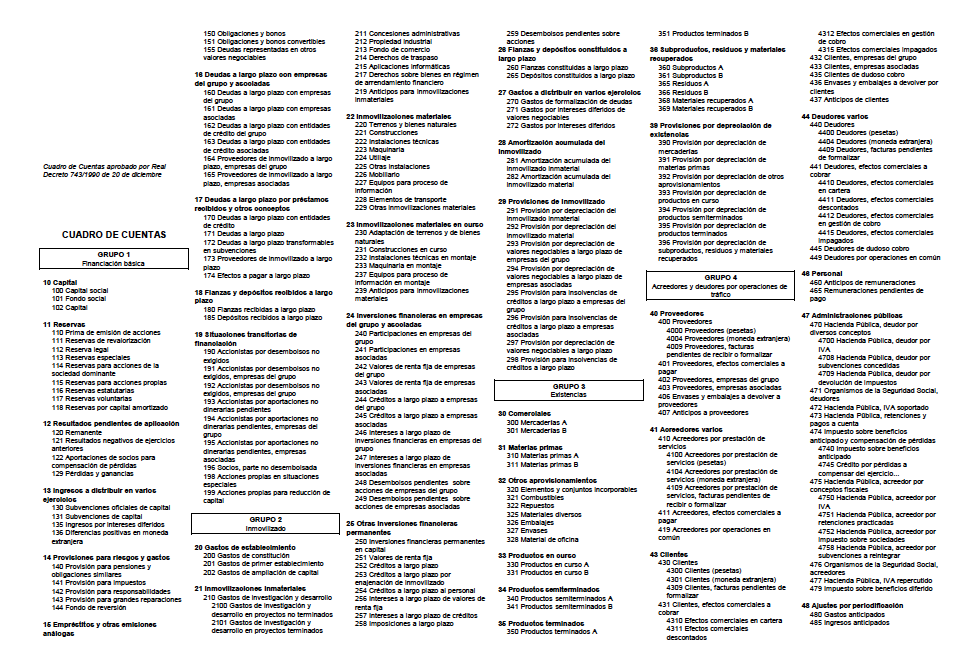 Cuadro de Cuentas aprobado por Real
Decreto 743/1990 de 20 de diciembre
CUADRO DE CUENTAS
GRUPO 1
Financiación básica
10 Capital
100 Capital social
101 Fondo social
102 Capital
11 Reservas
110 Prima de emisión de acciones
111 Reservas de revalorización
112 Reserva legal
113 Reservas especiales
114 Reservas para acciones de la
sociedad dominante
115 Reservas para acciones propias
116 Reservas estatutarias
117 Reservas voluntarias
118 Reservas por capital amortizado
12 Resultados pendientes de aplicación
120 Remanente
121 Resultados negativos de ejercicios
anteriores
122 Aportaciones de socios para
compensación de pérdidas
129 Pérdidas y ganancias
13 Ingresos a distribuir en varios
ejercicios
130 Subvenciones oficiales de capital
131 Subvenciones de capital
135 Ingresos por intereses diferidos
136 Diferencias positivas en moneda
extranjera
14 Provisiones para riesgos y gastos
140 Provisión para pensiones y
obligaciones similares
141 Provisión para impuestos
142 Provisión para responsabilidades
143 Provisión para grandes reparaciones
144 Fondo de reversión
15 Empréstitos y otras emisiones
análogas
150 Obligaciones y bonos
151 Obligaciones y bonos convertibles
155 Deudas representadas en otros
valores negociables
16 Deudas a largo plazo con empresas
del grupo y asociadas
160 Deudas a largo plazo con empresas
del grupo
161 Deudas a largo plazo con empresas
asociadas
162 Deudas a largo plazo con entidades
de crédito del grupo
163 Deudas a largo plazo con entidades
de crédito asociadas
164 Proveedores de inmovilizado a largo
plazo, empresas del grupo
165 Proveedores de inmovilizado a largo
plazo, empresas asociadas
17 Deudas a largo plazo por préstamos
recibidos y otros conceptos
170 Deudas a largo plazo con entidades
de crédito
171 Deudas a largo plazo
172 Deudas a largo plazo transformables
en subvenciones
173 Proveedores de inmovilizado a largo
plazo
174 Efectos a pagar a largo plazo
18 Fianzas y depósitos recibidos a largo
plazo
180 Fianzas recibidas a largo plazo
185 Depósitos recibidos a largo plazo
19 Situaciones transitorias de
financiación
190 Accionistas por desembolsos no
exigidos
191 Accionistas por desembolsos no
exigidos, empresas del grupo
192 Accionistas por desembolsos no
exigidos, empresas del grupo
193 Accionistas por aportaciones no
dinerarias pendientes
194 Accionistas por aportaciones no
dinerarias pendientes, empresas del
grupo
195 Accionistas por aportaciones no
dinerarias pendientes, empresas
asociadas
196 Socios, parte no desembolsada
198 Acciones propias en situaciones
especiales
199 Acciones propias para reducción de
capital
GRUPO 2
Inmovilizado
20 Gastos de establecimiento
200 Gastos de constitución
201 Gastos de primer establecimiento
202 Gastos de ampliación de capital
21 Inmovilizaciones inmateriales
210 Gastos de investigación y desarrollo
2100 Gastos de investigación y
desarrollo en proyectos no terminados
2101 Gastos de investigación y
desarrollo en proyectos terminados
211 Concesiones administrativas
212 Propiedad industrial
213 Fondo de comercio
214 Derechos de traspaso
215 Aplicaciones informáticas
217 Derechos sobre bienes en régimen
de arrendamiento financiero
219 Anticipos para inmovilizaciones
inmateriales
22 Inmovilizaciones materiales
220 Terrenos y bienes naturales
221 Construcciones
222 Instalaciones técnicas
223 Maquinaria
224 Utillaje
225 Otras instalaciones
226 Mobiliario
227 Equipos para proceso de
información
228 Elementos de transporte
229 Otras inmovilizaciones materiales
23 Inmovilizaciones materiales en curso
230 Adaptación de terrenos y de bienes
naturales
231 Construcciones en curso
232 Instalaciones técnicas en montaje
233 Maquinaria en montaje
237 Equipos para proceso de
información en montaje
239 Anticipos para inmovilizaciones
materiales
24 Inversiones financieras en empresas
del grupo y asociadas
240 Participaciones en empresas del
grupo
241 Participaciones en empresas
asociadas
242 Valores de renta fija de empresas
del grupo
243 Valores de renta fija de empresas
asociadas
244 Créditos a largo plazo a empresas
del grupo
245 Créditos a largo plazo a empresas
asociadas
246 Intereses a largo plazo de
inversiones financieras en empresas del
grupo
247 Intereses a largo plazo de
inversiones financieras en empresas
asociadas
248 Desembolsos pendientes sobre
acciones de empresas del grupo
249 Desembolsos pendientes sobre
acciones de empresas asociadas
25 Otras inversiones financieras
permanentes
250 Inversiones financieras permanentes
en capital
251 Valores de renta fija
252 Créditos a largo plazo
253 Créditos a largo plazo por
enajenación de inmovilizado
254 Créditos a largo plazo al personal
256 Intereses a largo plazo de valores de
renta fija
257 Intereses a largo plazo de créditos
258 Imposiciones a largo plazo
259 Desembolsos pendientes sobre
acciones
26 Fianzas y depósitos constituidos a
largo plazo
260 Fianzas constituidas a largo plazo
265 Depósitos constituidos a largo plazo
27 Gastos a distribuir en varios ejercicios
270 Gastos de formalización de deudas
271 Gastos por intereses diferidos de
valores negociables
272 Gastos por intereses diferidos
28 Amortización acumulada del
inmovilizado
281 Amortización acumulada del
inmovilizado inmaterial
282 Amortización acumulada del
inmovilizado material
29 Provisiones de inmovilizado
291 Provisión por depreciación del
inmovilizado inmaterial
292 Provisión por depreciación del
inmovilizado material
293 Provisión por depreciación de
valores negociables a largo plazo de
empresas del grupo
294 Provisión por depreciación de
valores negociables a largo plazo de
empresas asociadas
295 Provisión para insolvencias de
créditos a largo plazo a empresas del
grupo
296 Provisión para insolvencias de
créditos a largo plazo a empresas
asociadas
297 Provisión por depreciación de
valores negociables a largo plazo
298 Provisión para insolvencias de
créditos a largo plazo
GRUPO 3
Existencias
30 Comerciales
300 Mercaderías A
301 Mercaderías B
31 Materias primas
310 Materias primas A
311 Materias primas B
32 Otros aprovisionamientos
320 Elementos y conjuntos incorporables
321 Combustibles
322 Repuestos
325 Materiales diversos
326 Embalajes
327 Envases
328 Material de oficina
33 Productos en curso
330 Productos en curso A
331 Productos en curso B
34 Productos semiterminados
340 Productos semiterminados A
341 Productos semiterminados B
35 Productos terminados
350 Productos terminados A
351 Productos terminados B
36 Subproductos, residuos y materiales
recuperados
360 Subproductos A
361 Subproductos B
365 Residuos A
366 Residuos B
368 Materiales recuperados A
369 Materiales recuperados B
39 Provisiones por depreciación de
existencias
390 Provisión por depreciación de
mercaderías
391 Provisión por depreciación de
materias primas
392 Provisión por depreciación de otros
aprovisionamientos
393 Provisión por depreciación de
productos en curso
394 Provisión por depreciación de
productos semiterminados
395 Provisión por depreciación de
productos terminados
396 Provisión por depreciación de
subproductos, residuos y materiales
recuperados
GRUPO 4
Acreedores y deudores por operaciones de
tráfico
40 Proveedores
400 Proveedores
4000 Proveedores (pesetas)
4004 Proveedores (moneda extranjera)
4009 Proveedores, facturas
pendientes de recibir o formalizar
401 Proveedores, efectos comerciales a
pagar
402 Proveedores, empresas del grupo
403 Proveedores, empresas asociadas
406 Envases y embalajes a devolver a
proveedores
407 Anticipos a proveedores
41 Acreedores varios
410 Acreedores por prestación de
servicios
4100 Acreedores por prestación de
servicios (pesetas)
4104 Acreedores por prestación de
servicios (moneda extranjera)
4109 Acreedores por prestación de
servicios, facturas pendientes de
recibir o formalizar
411 Acreedores, efectos comerciales a
pagar
419 Acreedores por operaciones en
común
43 Clientes
430 Clientes
4300 Clientes (pesetas)
4301 Clientes (moneda extranjera)
4309 Clientes, facturas pendientes de
formalizar
431 Clientes, efectos comerciales a
cobrar
4310 Efectos comerciales en cartera
4311 Efectos comerciales
descontados
4312 Efectos comerciales en gestión
de cobro
4315 Efectos comerciales impagados
432 Clientes, empresas del grupo
433 Clientes, empresas asociadas
435 Clientes de dudoso cobro
436 Envases y embalajes a devolver por
clientes
437 Anticipos de clientes
44 Deudores varios
440 Deudores
4400 Deudores (pesetas)
4404 Deudores (moneda extranjera)
4409 Deudores, facturas pendientes
de formalizar
441 Deudores, efectos comerciales a
cobrar
4410 Deudores, efectos comerciales
en cartera
4411 Deudores, efectos comerciales
descontados
4412 Deudores, efectos comerciales
en gestión de cobro
4415 Deudores, efectos comerciales
impagados
445 Deudores de dudoso cobro
449 Deudores por operaciones en común
46 Personal
460 Anticipos de remuneraciones
465 Remuneraciones pendientes de
pago
47 Administraciones públicas
470 Hacienda Pública, deudor por
diversos conceptos
4700 Hacienda Pública, deudor por
IVA
4708 Hacienda Pública, deudor por
subvenciones concedidas
4709 Hacienda Pública, deudor por
devolución de impuestos
471 Organismos de la Seguridad Social,
deudores
472 Hacienda Pública, IVA soportado
473 Hacienda Pública, retenciones y
pagos a cuenta
474 Impuesto sobre beneficios
anticipado y compensación de pérdidas
4740 Impuesto sobre beneficios
anticipado
4745 Crédito por pérdidas a
compensar del ejercicio...
475 Hacienda Pública, acreedor por
conceptos fiscales
4750 Hacienda Pública, acreedor por
IVA
4751 Hacienda Pública, acreedor por
retenciones practicadas
4752 Hacienda Pública, acreedor por
impuesto sobre sociedades
4758 Hacienda Pública, acreedor por
subvenciones a reintegrar
476 Organismos de la Seguridad Social,
acreedores
477 Hacienda Pública, IVA repercutido
479 Impuesto sobre beneficio diferido
48 Ajustes por periodificación
480 Gastos anticipados
485 Ingresos anticipados